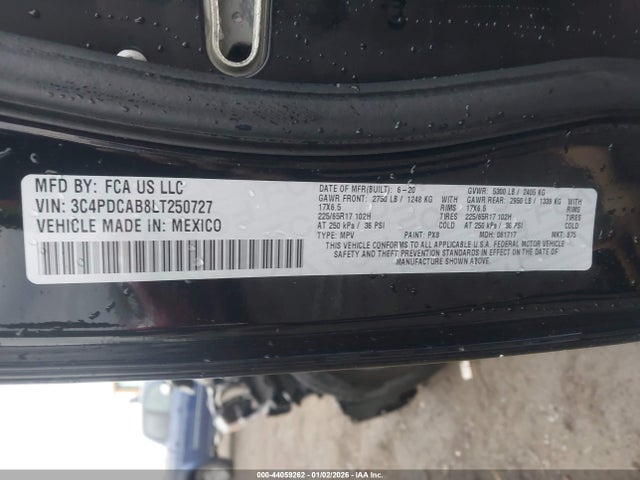 MFD BY: FCA US LLC
VIN: 3C4PDCAB8LT250727
VEHICLE MADE IN: MEXICO
DATE OF MFR(BUILT): 6-20 GVWR: 5300 LB / 2405 KG
GAWR FRONT: 2750 LB / 1248 KG GAWR REAR: 2950 LB / 1339 KG
17X6.5 RIMS 17X6.5 RIMS
225/65R17 102H TIRES 225/65R17 102H TIRES
AT 250 kPa / 36 PSI COLD AT 250 kPa / 36 PSI COLD
TYPE: MPV PAINT: PX8 MDH: 061717 MKT: 875
THIS VEHICLE CONFORMS TO ALL APPLICABLE U.S.A. FEDERAL MOTOR VEHICLE
SAFETY AND THEFT PREVENTION STANDARDS IN EFFECT ON THE DATE OF
MANUFACTURE SHOWN ABOVE.
000-44059262 - 01/02/2026 - IAAI.COM